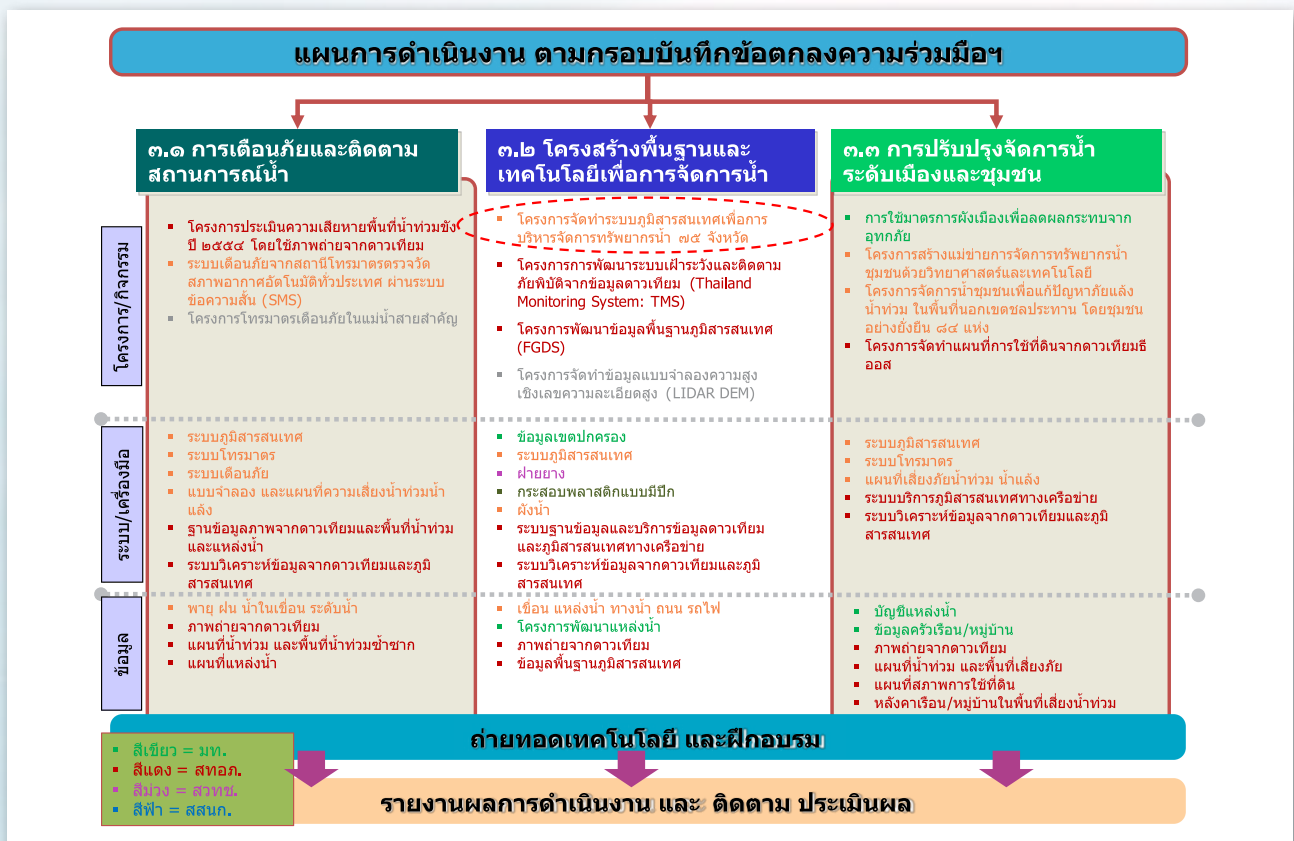 แผนการดำเนินงาน ตามกรอบบันทึกข้อตกลงความร่วมมือฯ
๓.๑ การเตือนภัยและติดตาม
สถานการณ์น้ำ
๓.๒ โครงสร้างพื้นฐานและ
เทคโนโลยีเพื่อการจัดการน้ำ
๓.๓ การปรับปรุงจัดการน้ำ
ระดับเมืองและชุมชน
โครงการ/กิจกรรม
โครงการประเมินความเสียหายพื้นที่น้ำท่วมขัง
ปี ๒๕๕๔ โดยใช้ภาพถ่ายจากดาวเทียม
ระบบเตือนภัยจากสถานีโทรมาตรตรวจวัด
สภาพอากาศอัตโนมัติทั่วประเทศ ผ่านระบบ
ข้อความสั้น (SMS)
โครงการโทรมาตรเตือนภัยในแม่น้ำสายสำคัญ
โครงการจัดทำระบบภูมิสารสนเทศเพื่อการ
บริหารจัดการทรัพยากรน้ำ ๗๕ จังหวัด
โครงการการพัฒนาระบบเฝ้าระวังและติดตาม
ภัยพิบัติจากข้อมูลดาวเทียม (Thailand
Monitoring System: TMS)
โครงการพัฒนาข้อมูลพื้นฐานภูมิสารสนเทศ
(FGDS)
โครงการจัดทำข้อมูลแบบจำลองความสูง
เชิงเลขความละเอียดสูง (LIDAR DEM)
การใช้มาตรการผังเมืองเพื่อลดผลกระทบจาก
อุทกภัย
โครงการสร้างแม่ข่ายการจัดการทรัพยากรน้ำ
ชุมชนด้วยวิทยาศาสตร์และเทคโนโลยี
โครงการจัดการน้ำชุมชนเพื่อแก้ปัญหาภัยแล้ง
น้ำท่วม ในพื้นที่นอกเขตชลประทาน โดยชุมชน
อย่างยั่งยืน ๘๔ แห่ง
โครงการจัดทำแผนที่การใช้ที่ดินจากดาวเทียมธี
ออส
ระบบ/เครื่องมือ
ระบบภูมิสารสนเทศ
ระบบโทรมาตร
ระบบเตือนภัย
แบบจำลอง และแผนที่ความเสี่ยงน้ำท่วมน้ำ
แล้ง
ฐานข้อมูลภาพจากดาวเทียมและพื้นที่น้ำท่วม
และแหล่งน้ำ
ระบบวิเคราะห์ข้อมูลจากดาวเทียมและภูมิ
สารสนเทศ
ข้อมูลเขตปกครอง
ระบบภูมิสารสนเทศ
ฝายยาง
กระสอบพลาสติกแบบมีปีก
ผังน้ำ
ระบบฐานข้อมูลและบริการข้อมูลดาวเทียม
และภูมิสารสนเทศทางเครือข่าย
ระบบวิเคราะห์ข้อมูลจากดาวเทียมและภูมิ
สารสนเทศ
ระบบภูมิสารสนเทศ
ระบบโทรมาตร
แผนที่เสี่ยงภัยน้ำท่วม น้ำแล้ง
ระบบบริการภูมิสารสนเทศทางเครือข่าย
ระบบวิเคราะห์ข้อมูลจากดาวเทียมและภูมิ
สารสนเทศ
ข้อมูล
พายุ ฝน น้ำในเขื่อน ระดับน้ำ
ภาพถ่ายจากดาวเทียม
แผนที่น้ำท่วม และพื้นที่น้ำท่วมซ้ำซาก
แผนที่แหล่งน้ำ
เขื่อน แหล่งน้ำ ทางน้ำ ถนน รถไฟ
โครงการพัฒนาแหล่งน้ำ
ภาพถ่ายจากดาวเทียม
ข้อมูลพื้นฐานภูมิสารสนเทศ
บัญชีแหล่งน้ำ
ข้อมูลครัวเรือน/หมู่บ้าน
ภาพถ่ายจากดาวเทียม
แผนที่น้ำท่วม และพื้นที่เสี่ยงภัย
แผนที่สภาพการใช้ที่ดิน
หลังคาเรือน/หมู่บ้านในพื้นที่เสี่ยงน้ำท่วม
ถ่ายทอดเทคโนโลยี และฝึกอบรม
สีเขียว = มท.
สีแดง = สทอภ.
สีม่วง = สวทช.
สีฟ้า = สสนก.
รายงานผลการดำเนินงาน และ ติดตาม ประเมินผล